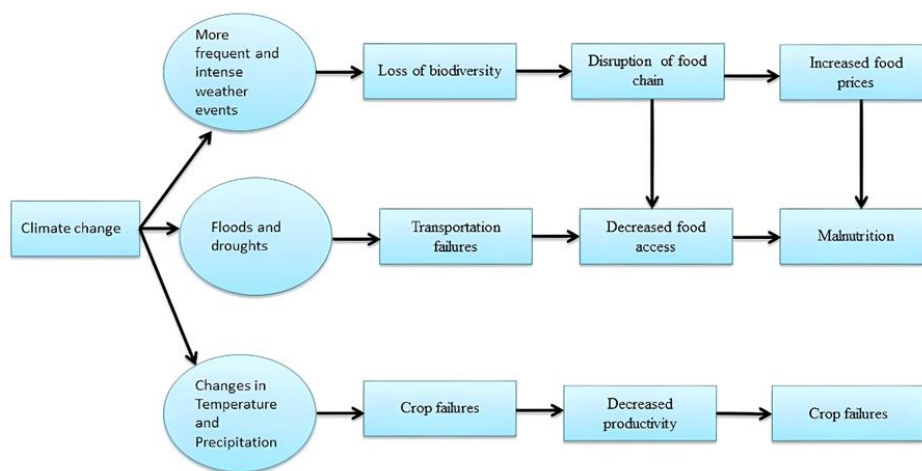 More
frequent and
intense
weather
events
Loss of biodiversity
Disruption of food
chain
Increased food
prices
Climate change
Floods and
droughts
Transportation
failures
Decreased food
access
Malnutrition
Changes in
Temperature
and
Precipitation
Crop failures
Decreased
productivity
Crop failures